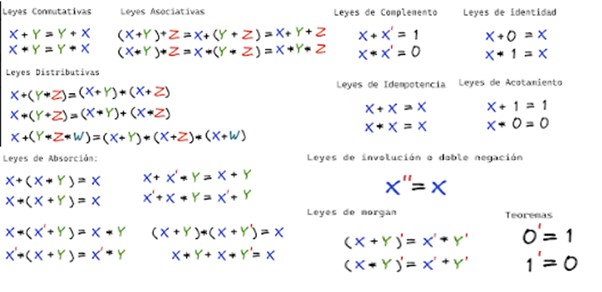 Leyes Conmutativas
X + Y = Y + X
X * Y = Y * X
Leyes Asociativas
(X+Y)+Z = X+(Y + Z) = X+Y+Z
(X*Y)*Z = X*(Y * Z) = X*Y*Z
Leyes Distributivas
X+(Y*Z)=(X+Y)*(X+Z)
X*(Y+Z)=(X*Y)+(X*Z)
X+(Y*Z*W)=(X+Y)*(X+Z)*(X+W)
Leyes de Absorción:
X+(X*Y) = X
X*(X+Y) = X
X+ X'* Y = X + Y
X'+ X * Y = X'+ Y
X*(X'+Y) = X * Y
X'*(X+Y) = X'* Y
(X+Y)*(X+Y')= X
X*Y + X*Y'= X
Leyes de Complemento
X+X' = 1
X*X' = 0
Leyes de Identidad
X+0 = X
X* 1 = X
Leyes de Idempotencia
X + X = X
X * X = X
Leyes de Acotamiento
X + 1 = 1
X* 0 = 0
Leyes de involución o doble negación
X''= X
Leyes de morgan
(X + Y)'= X'* Y'
(X * Y)'= X'+ Y'
Teoremas
0'= 1
1'= 0